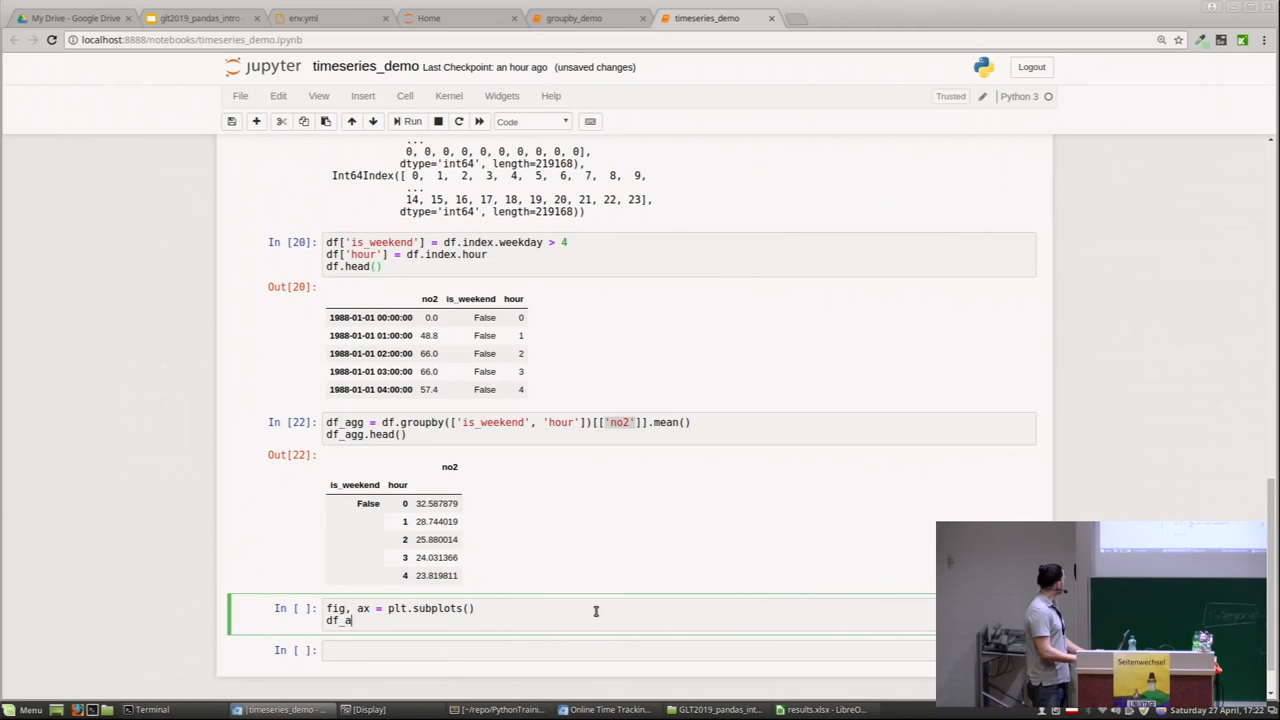 My Drive - Google Drive
glt2019_pandas_intro
env.yml
Home
groupby_demo
timeseries_demo
localhost:8888/notebooks/timeseries_demo.ipynb
jupyter timeseries_demo Last Checkpoint: an hour ago (unsaved changes)
Logout
File Edit View Insert Cell Kernel Widgets Help
Trusted Python 3
Run Code
...
0, 0, 0, 0, 0, 0, 0, 0, 0, 0],
dtype='int64', length=219168),
Int64Index([ 0, 1, 2, 3, 4, 5, 6, 7, 8, 9,
...
14, 15, 16, 17, 18, 19, 20, 21, 22, 23],
dtype='int64', length=219168))
In [20]: df['is_weekend'] = df.index.weekday > 4
df['hour'] = df.index.hour
df.head()
Out[20]:
no2 is_weekend hour
1988-01-01 00:00:00 0.0 False 0
1988-01-01 01:00:00 48.8 False 1
1988-01-01 02:00:00 66.0 False 2
1988-01-01 03:00:00 66.0 False 3
1988-01-01 04:00:00 57.4 False 4
In [22]: df_agg = df.groupby(['is_weekend', 'hour'])[['no2']].mean()
df_agg.head()
Out[22]:
no2
is_weekend hour
False 0 32.587879
1 28.744019
2 25.880014
3 24.031366
4 23.819811
In [ ]: fig, ax = plt.subplots()
df_a
In [ ]:
Seitenwechsel
LINUXTAGE
Menu
Terminal
[timeseries_demo - ...
[Display]
[~/repo/PythonTrain...
Online Time Tracking...
GLT2019_pandas_int...
results.xlsx - LibreO...
Saturday 27 April, 17:22